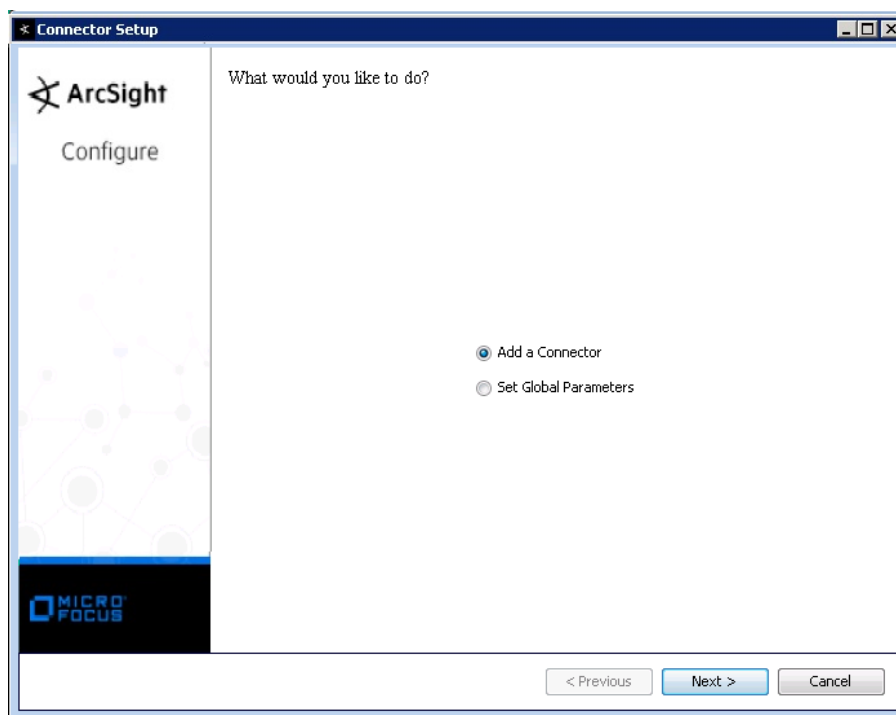 Connector Setup
ArcSight
Configure
What would you like to do?
Add a Connector
Set Global Parameters
MICRO
FOCUS
< Previous
Next >
Cancel